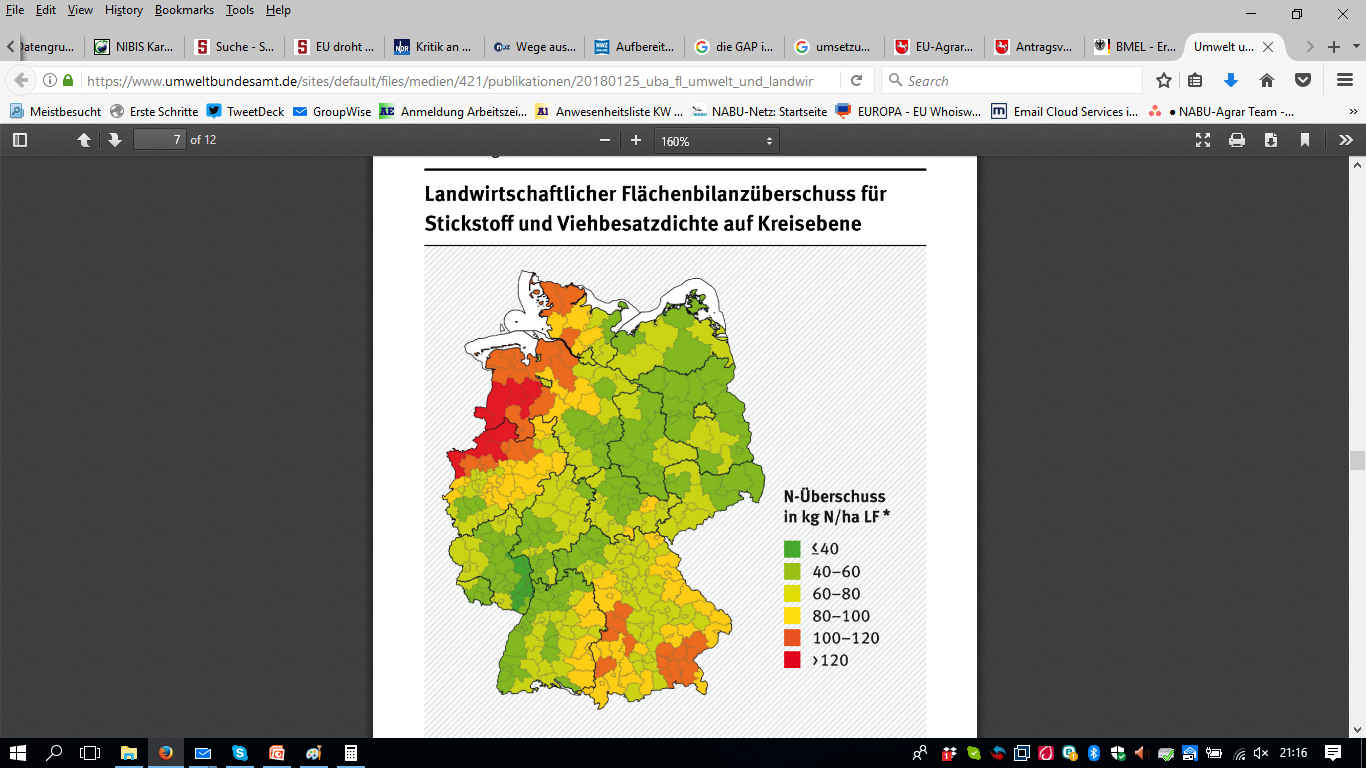 File Edit View History Bookmarks Tools Help
Datengru... NIBIS Kar... Suche - S... EU droht ... Kritik an ... Wege aus... Aufbereit... die GAP i... umsetzu... EU-Agrar... Antragsv... BMEL - Er... Umwelt u...
https://www.umweltbundesamt.de/sites/default/files/medien/421/publikationen/20180125_uba_fl_umwelt_und_landwir
Search
Meistbesucht Erste Schritte TweetDeck GroupWise Anmeldung Arbeitszei... Anwesenheitsliste KW ... NABU-Netz: Startseite EUROPA - EU Whoisw... Email Cloud Services i... ● NABU-Agrar Team -...
7 of 12 160%
Landwirtschaftlicher Flächenbilanzüberschuss für
Stickstoff und Viehbesatzdichte auf Kreisebene
N-Überschuss
in kg N/ha LF *
≤40
40–60
60–80
80–100
100–120
>120
21:16